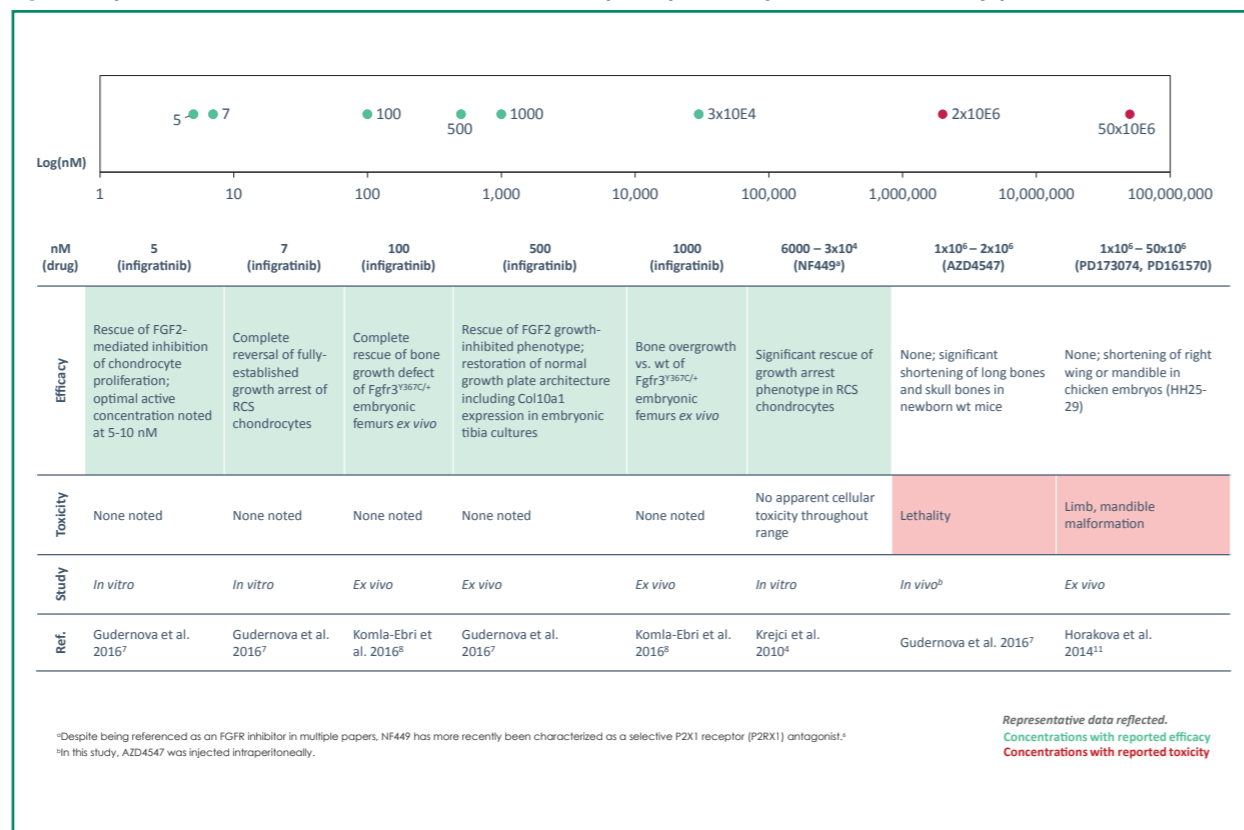 5
7
100
500
1000
3x10E4
2x10E6
50x10E6
Log(nM)
1
10
100
1,000
10,000
100,000
1,000,000
10,000,000
100,000,000
nM
(drug)
5
(infigratinib)
7
(infigratinib)
100
(infigratinib)
500
(infigratinib)
1000
(infigratinib)
6000 – 3x10⁴
(NF449ᵃ)
1x10⁶ – 2x10⁶
(AZD4547)
1x10⁶ – 50x10⁶
(PD173074, PD161570)
Efficacy
Rescue of FGF2-
mediated inhibition
of chondrocyte
proliferation;
optimal active
concentration noted
at 5-10 nM
Complete
reversal of fully-
established
growth arrest of
RCS
chondrocytes
Complete
rescue of bone
growth defect
of Fgfr3ʸ³⁶⁷ᶜ/⁺
embryonic
femurs ex vivo
Rescue of FGF2 growth-
inhibited phenotype;
restoration of normal
growth plate architecture
including Col10a1
expression in embryonic
tibia cultures
Bone overgrowth
vs. wt of
Fgfr3ʸ³⁶⁷ᶜ/⁺
embryonic
femurs ex vivo
Significant rescue of
growth arrest
phenotype in RCS
chondrocytes
None; significant
shortening of long bones
and skull bones in
newborn wt mice
None; shortening of right
wing or mandible in
chicken embryos (HH25-
29)
Toxicity
None noted
None noted
None noted
None noted
None noted
No apparent cellular
toxicity throughout
range
Lethality
Limb, mandible
malformation
Study
In vitro
In vitro
Ex vivo
Ex vivo
Ex vivo
In vitro
In vivoᵇ
Ex vivo
Ref.
Gudernova et al.
2016⁷
Gudernova et al.
2016⁷
Komla-Ebri et
al. 2016⁸
Gudernova et al.
2016⁷
Komla-Ebri et al.
2016⁸
Krejci et al.
2010⁴
Gudernova et al. 2016⁷
Horakova et al.
2014¹¹
ᵃDespite being referenced as an FGFR inhibitor in multiple papers, NF449 has more recently been characterized as a selective P2X1 receptor (P2RX1) antagonist.⁶
ᵇIn this study, AZD4547 was injected intraperitoneally.
Representative data reflected.
Concentrations with reported efficacy
Concentrations with reported toxicity